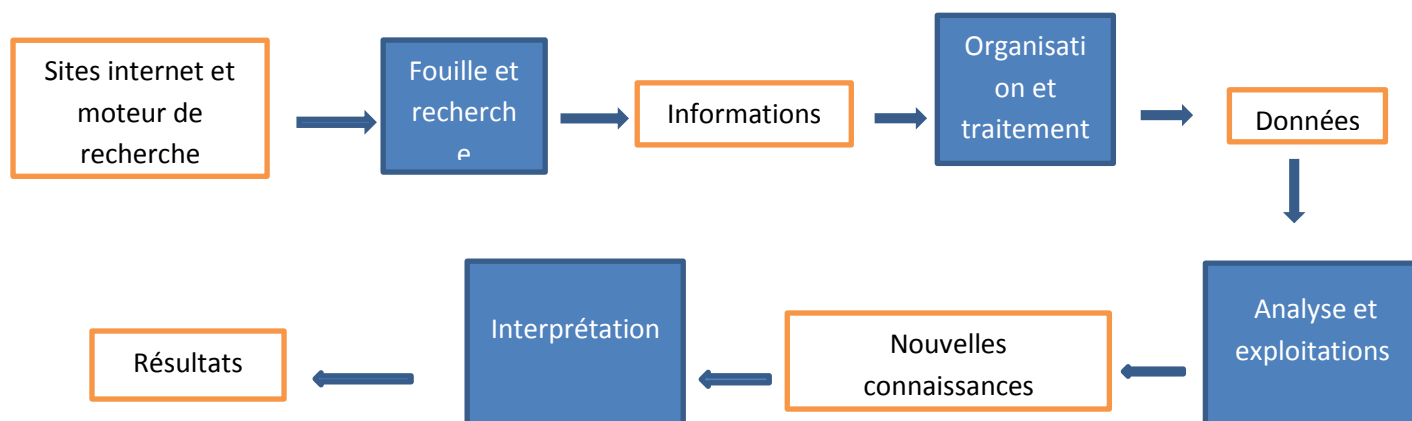 Sites internet et
moteur de
recherche
Fouille et
recherch
e
Informations
Organisati
on et
traitement
Données
Analyse et
exploitations
Nouvelles
connaissances
Interprétation
Résultats